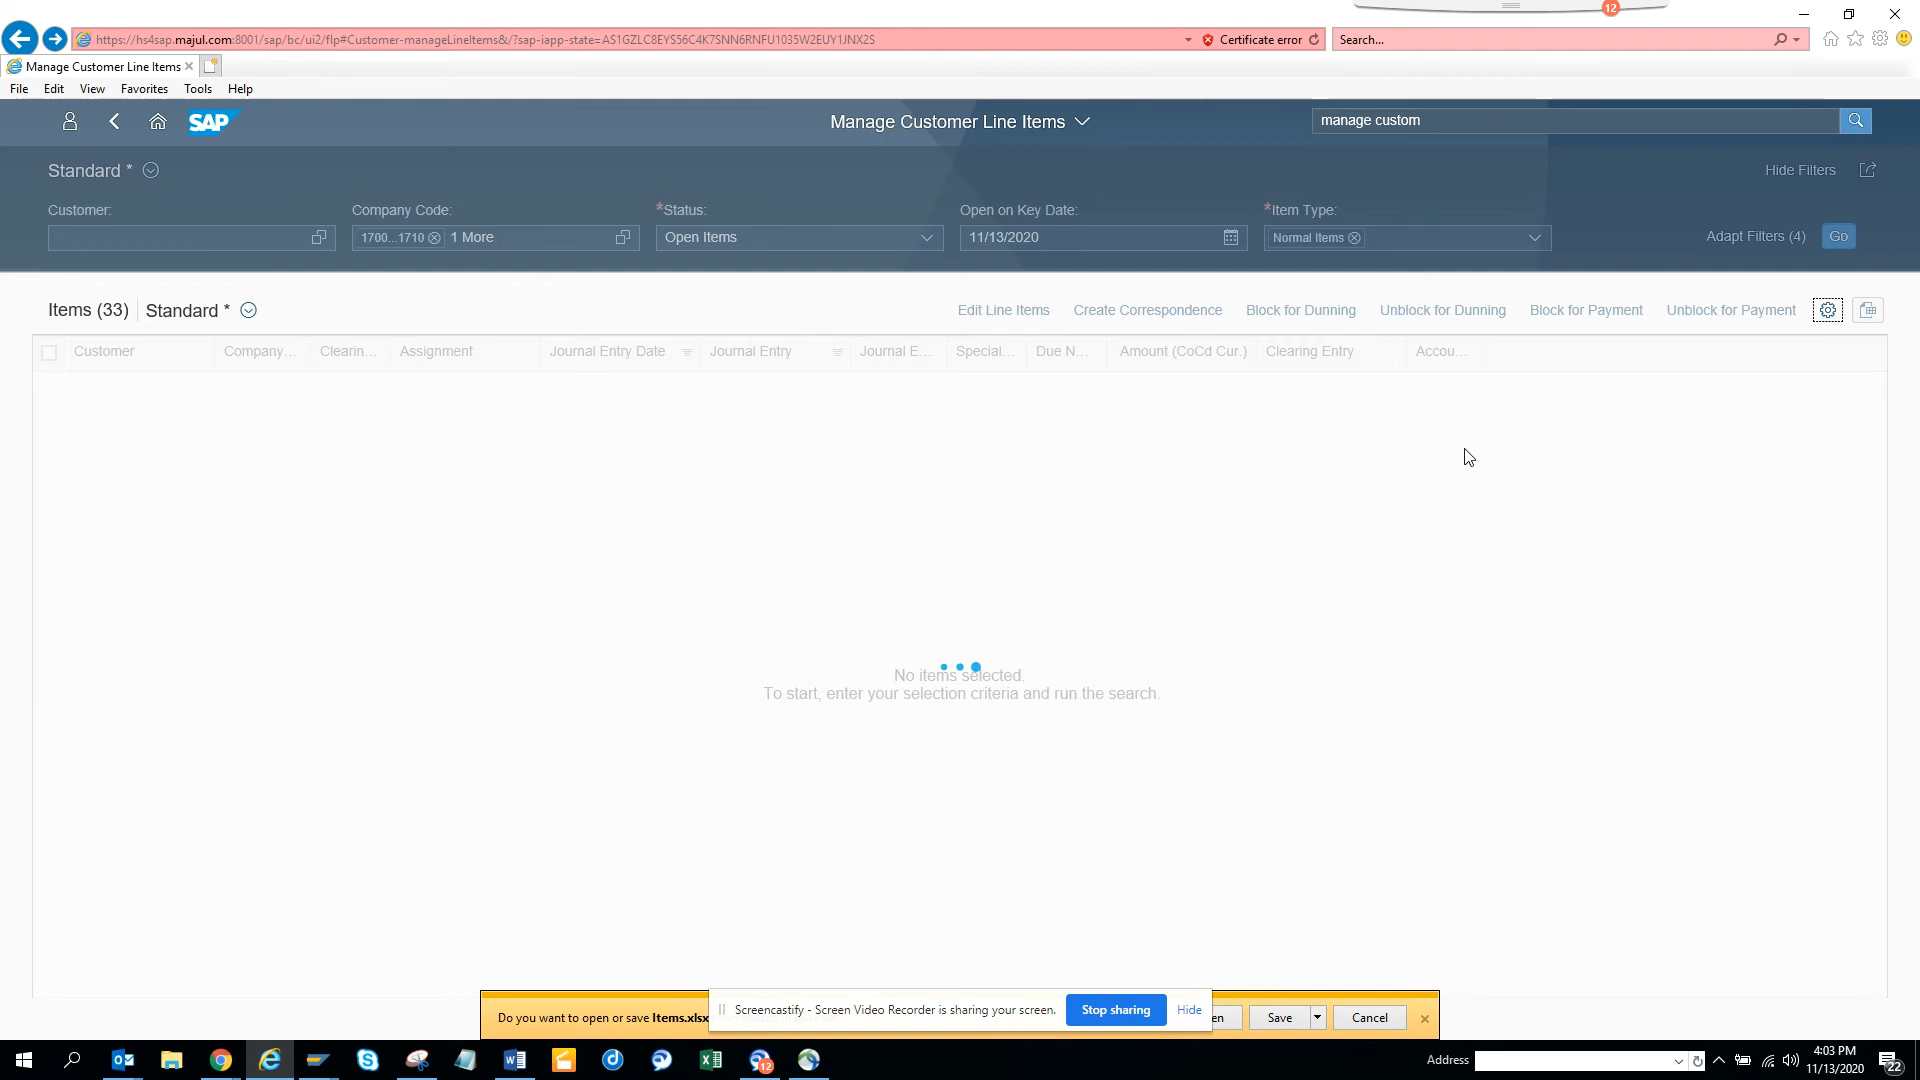 12
https://hs4sap.majul.com:8001/sap/bc/ui2/flp#Customer-manageLineItems&/?sap-iapp-state=AS1GZLC8EYS56C4K7SNN6RNFU1035W2EUY1JNX2S
Certificate error
Search...
Manage Customer Line Items
File Edit View Favorites Tools Help
SAP
Manage Customer Line Items
manage custom
Standard *
Hide Filters
Customer:
Company Code:
*Status:
Open on Key Date:
*Item Type:
1700...1710
1 More
Open Items
11/13/2020
Normal Items
Adapt Filters (4)
Go
Items (33)
Standard *
Edit Line Items
Create Correspondence
Block for Dunning
Unblock for Dunning
Block for Payment
Unblock for Payment
Customer
Company...
Clearin...
Assignment
Journal Entry Date
Journal Entry
Journal E...
Special...
Due N...
Amount (CoCd Cur.)
Clearing Entry
Accou...
No items selected.
To start, enter your selection criteria and run the search.
Do you want to open or save Items.xlsx
Screencastify - Screen Video Recorder is sharing your screen.
Stop sharing
Hide
en
Save
Cancel
12
Address
4:03 PM
11/13/2020
22